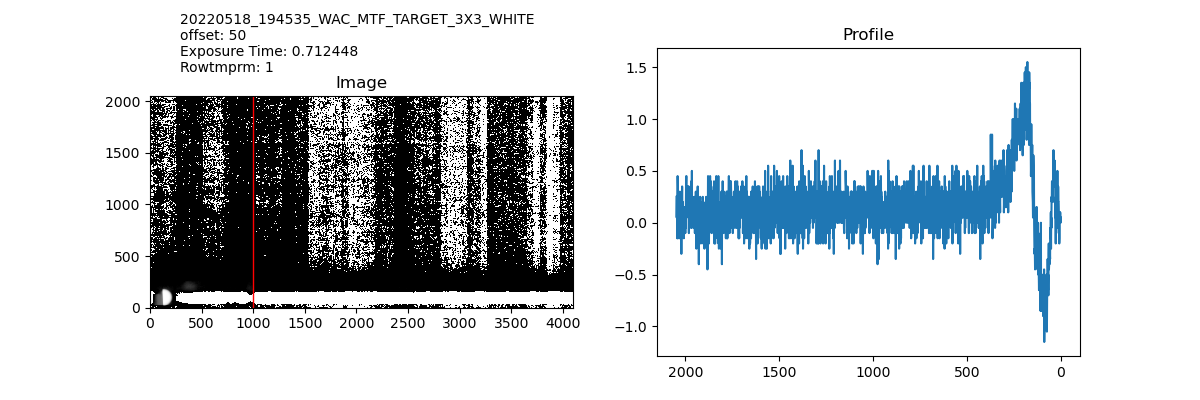 20220518_194535_WAC_MTF_TARGET_3X3_WHITE
offset: 50
Exposure Time: 0.712448
Rowtmprm: 1
Image
2000
1500
1000
500
0
0 500 1000 1500 2000 2500 3000 3500 4000
Profile
1.5
1.0
0.5
0.0
−0.5
−1.0
2000 1500 1000 500 0